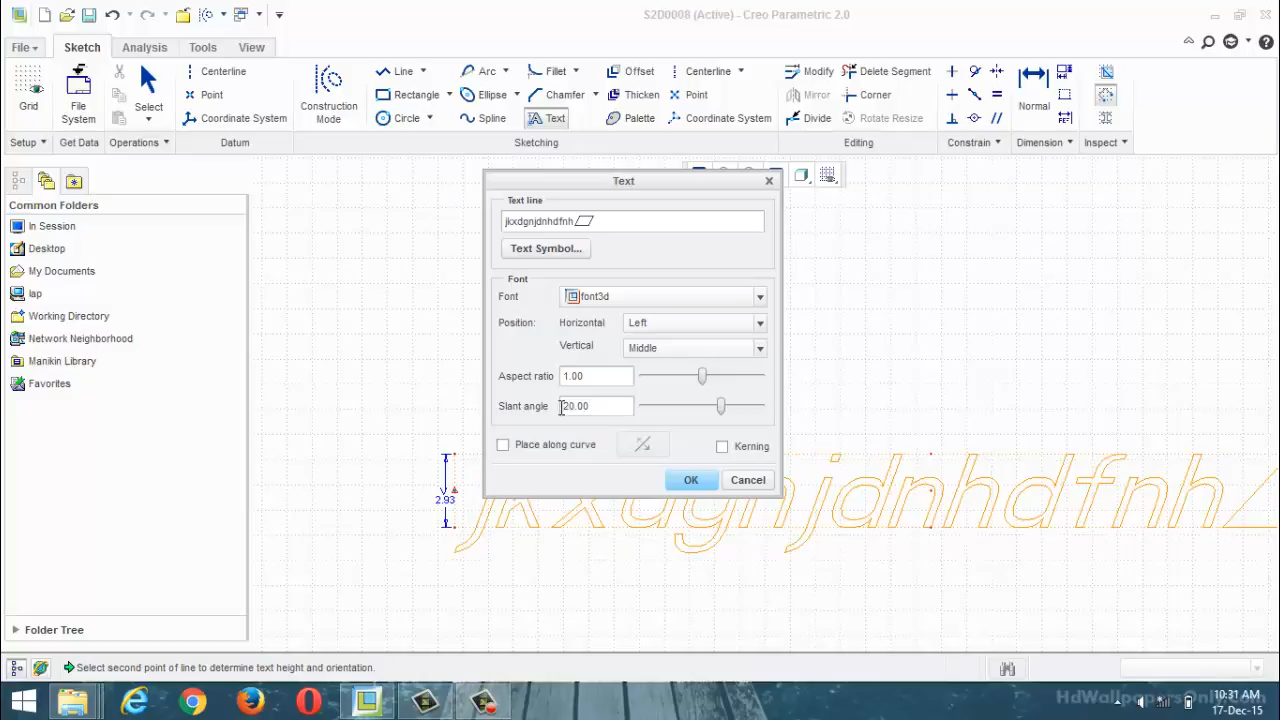 S2D0008 (Active) - Creo Parametric 2.0
File
Sketch
Analysis
Tools
View
Grid
File System
Select
Centerline
Point
Coordinate System
Construction Mode
Line
Rectangle
Circle
Arc
Ellipse
Spline
Fillet
Chamfer
Text
Offset
Thicken
Palette
Centerline
Point
Coordinate System
Modify
Mirror
Divide
Delete Segment
Corner
Rotate Resize
Normal
Setup
Get Data
Operations
Datum
Sketching
Editing
Constrain
Dimension
Inspect
Common Folders
In Session
Desktop
My Documents
lap
Working Directory
Network Neighborhood
Manikin Library
Favorites
Folder Tree
Text
Text line
jkxdgnjdnhdfnh
Text Symbol...
Font
Font
font3d
Position:
Horizontal
Left
Vertical
Middle
Aspect ratio
1.00
Slant angle
20.00
Place along curve
Kerning
OK
Cancel
2.93
jkxdgnjdnhdfnh
Select second point of line to determine text height and orientation.
HdWallpapersOnly.com
10:31 AM
17-Dec-15